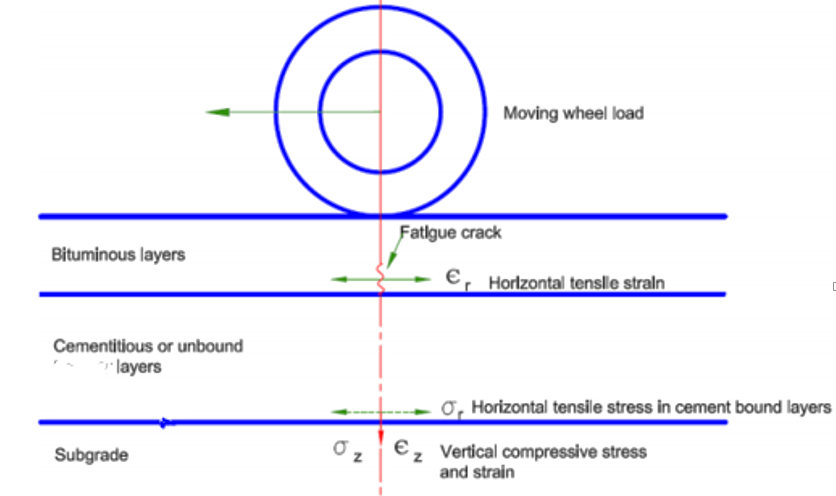 Moving wheel load
Fatigue crack
Bituminous layers
ϵr Horizontal tensile strain
Cementitious or unbound
layers
σr Horizontal tensile stress in cement bound layers
σz ϵz Vertical compressive stress
and strain
Subgrade